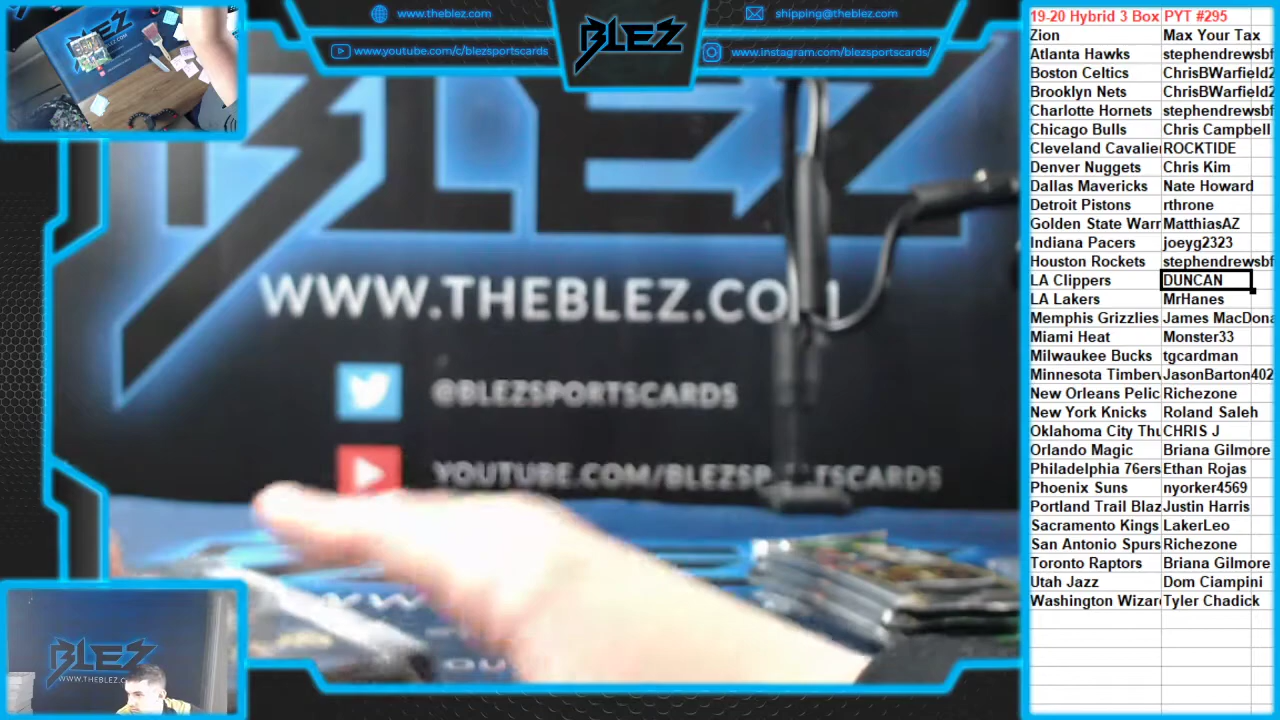 www.theblez.com
shipping@theblez.com
www.youtube.com/c/blezsportscards
www.instagram.com/blezsportscards/
BLEZ
BLEZ
WWW.THEBLEZ.COM
@BLEZSPORTSCARDS
YOUTUBE.COM/BLEZSPORTSCARDS
BLEZ
WWW.THEBLEZ.COM
19-20 Hybrid 3 Box PYT #295
Zion Max Your Tax
Atlanta Hawks stephendrewsbf
Boston Celtics ChrisBWarfield2
Brooklyn Nets ChrisBWarfield2
Charlotte Hornets stephendrewsbf
Chicago Bulls Chris Campbell
Cleveland Cavalier ROCKTIDE
Denver Nuggets Chris Kim
Dallas Mavericks Nate Howard
Detroit Pistons rthrone
Golden State Warr MatthiasAZ
Indiana Pacers joeyg2323
Houston Rockets stephendrewsbf
LA Clippers DUNCAN
LA Lakers MrHanes
Memphis Grizzlies James MacDona
Miami Heat Monster33
Milwaukee Bucks tgcardman
Minnesota Timberv JasonBarton402
New Orleans Pelic Richezone
New York Knicks Roland Saleh
Oklahoma City Thu CHRIS J
Orlando Magic Briana Gilmore
Philadelphia 76ers Ethan Rojas
Phoenix Suns nyorker4569
Portland Trail Blaz Justin Harris
Sacramento Kings LakerLeo
San Antonio Spurs Richezone
Toronto Raptors Briana Gilmore
Utah Jazz Dom Ciampini
Washington Wizar Tyler Chadick